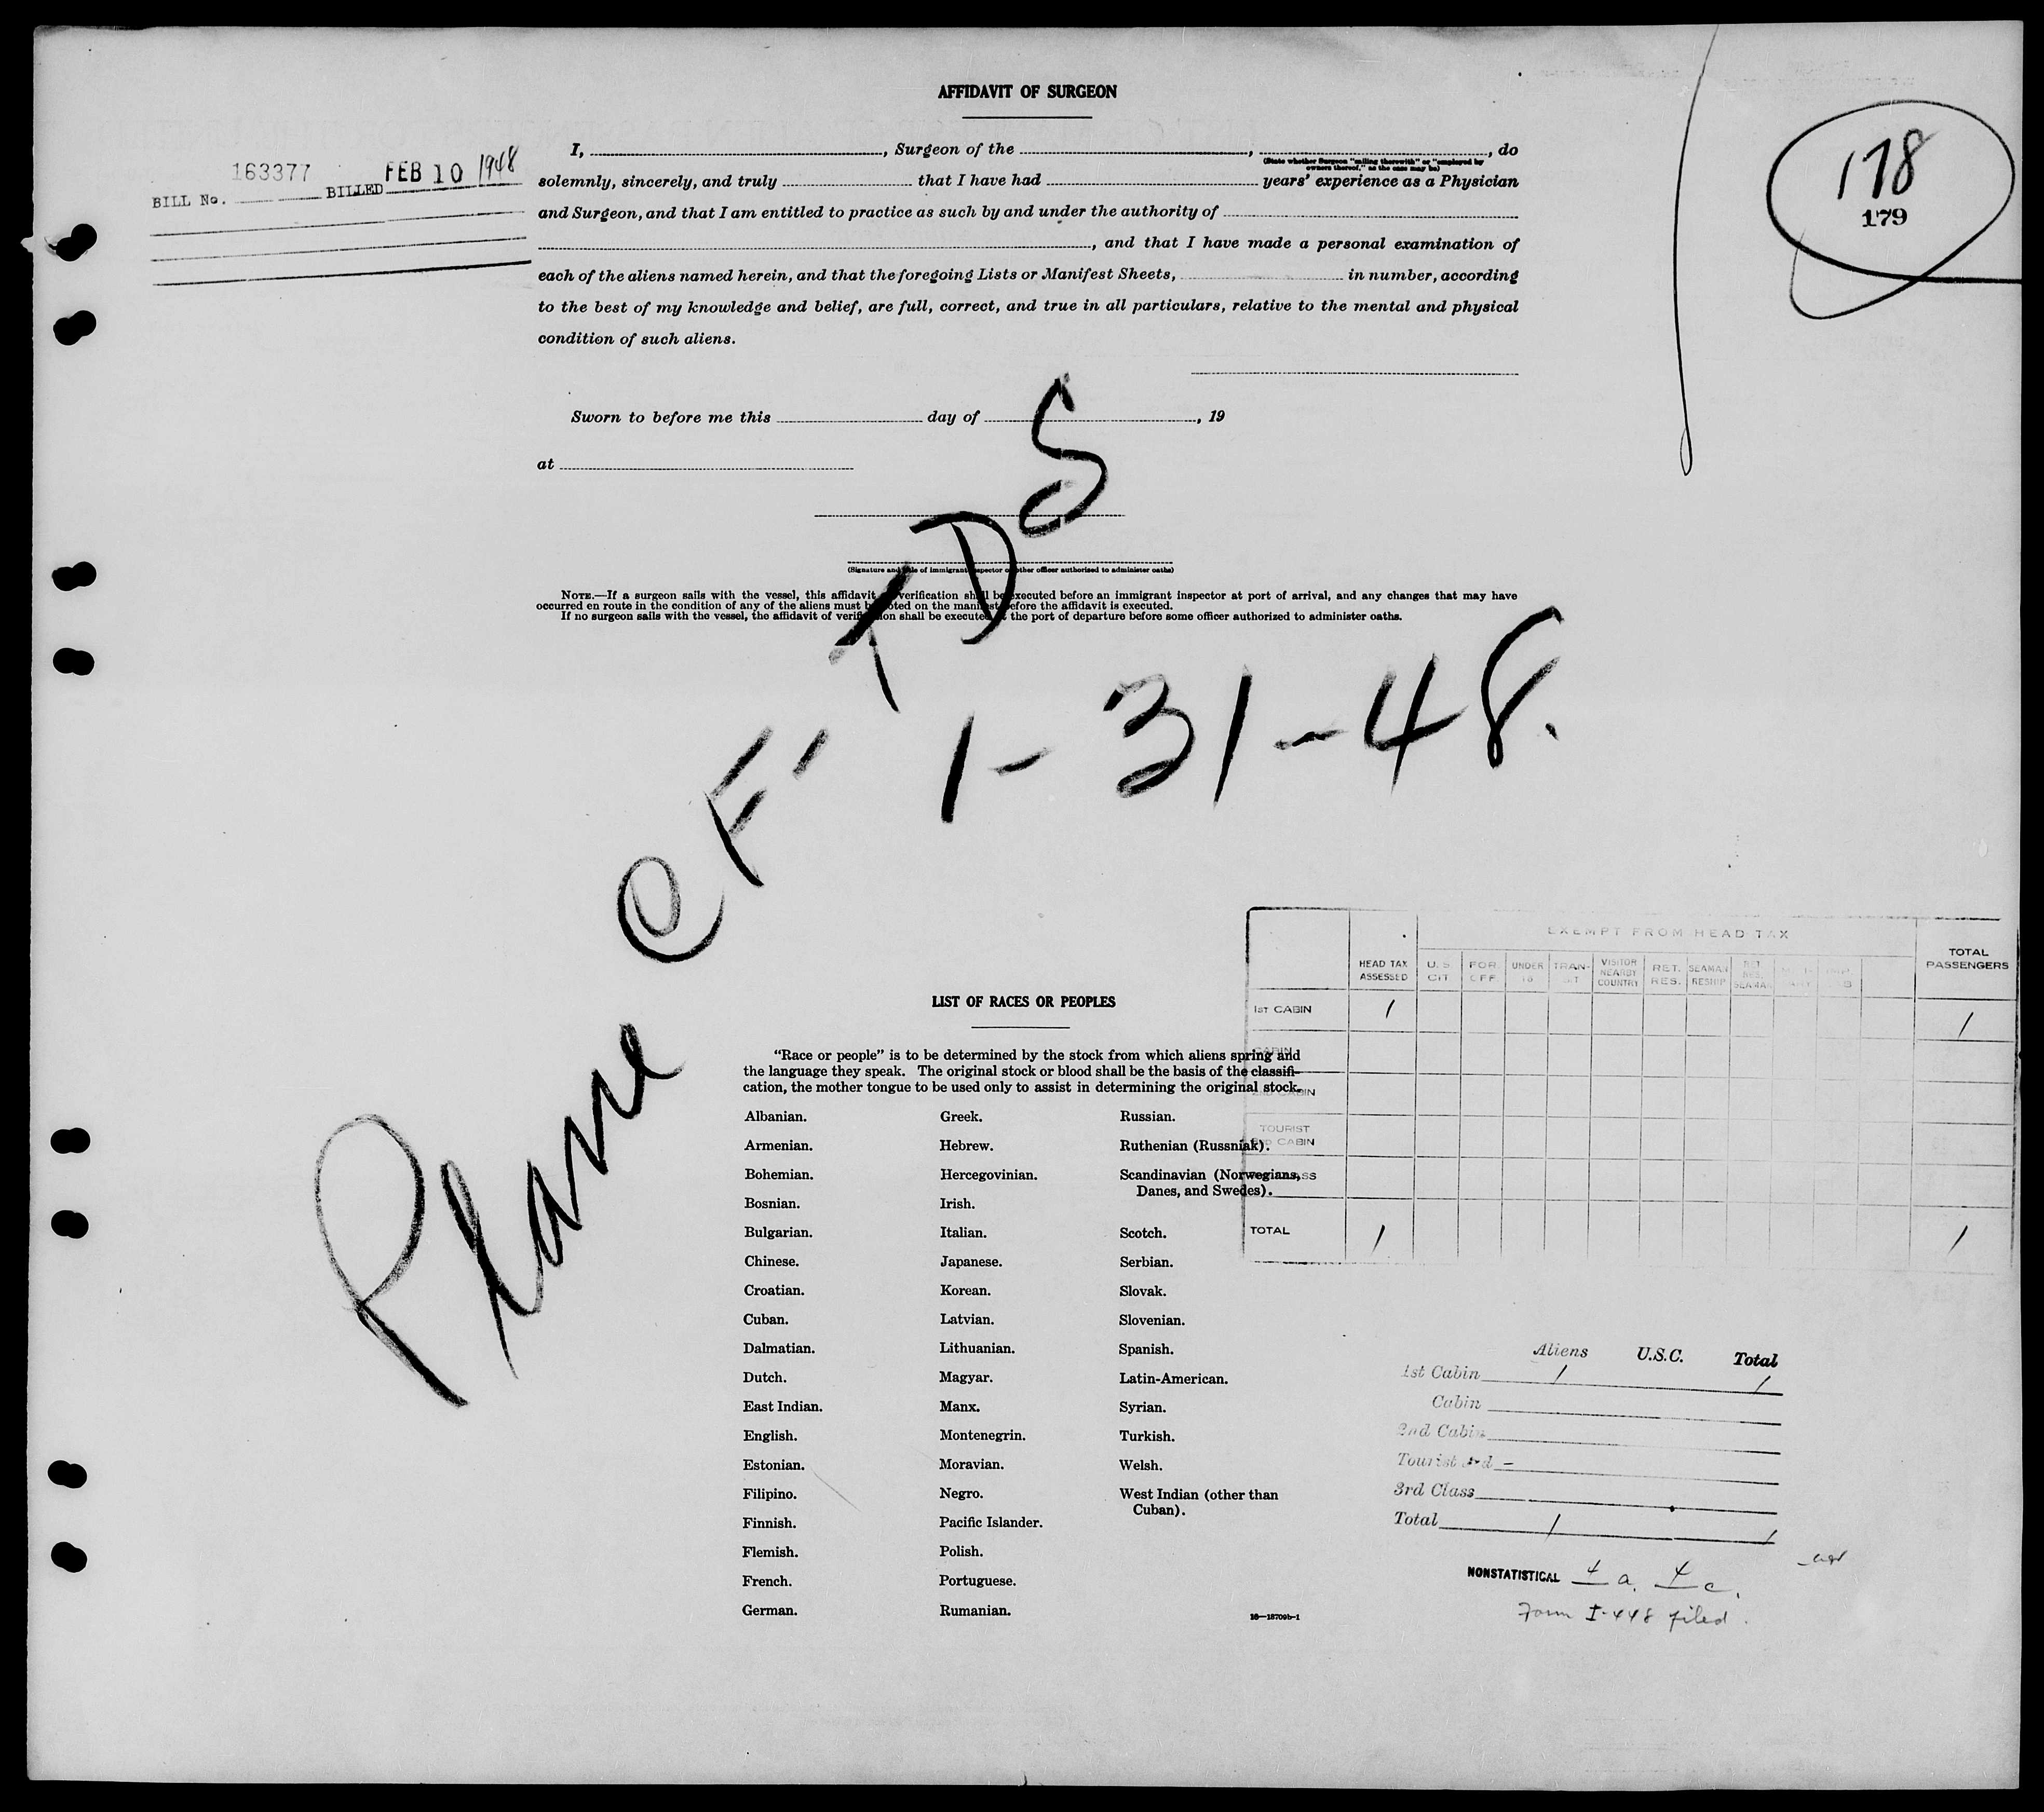 AFFIDAVIT OF SURGEON
178
179
BILL No. 163377 BILLED FEB 10 1948
I, , Surgeon of the , , do
(State whether Surgeon "sailing therewith" or "employed by owners thereof," as the case may be)
solemnly, sincerely, and truly that I have had years' experience as a Physician
and Surgeon, and that I am entitled to practice as such by and under the authority of
, and that I have made a personal examination of
each of the aliens named herein, and that the foregoing Lists or Manifest Sheets, in number, according
to the best of my knowledge and belief, are full, correct, and true in all particulars, relative to the mental and physical
condition of such aliens.
Sworn to before me this day of , 19
at
(Signature and title of immigrant inspector or other officer authorized to administer oaths)
NOTE.—If a surgeon sails with the vessel, this affidavit of verification shall be executed before an immigrant inspector at port of arrival, and any changes that may have
occurred en route in the condition of any of the aliens must be noted on the manifest before the affidavit is executed.
If no surgeon sails with the vessel, the affidavit of verification shall be executed at the port of departure before some officer authorized to administer oaths.
Plane CF-TDS
1-31-48.
EXEMPT FROM HEAD TAX
HEAD TAX ASSESSED U.S. CIT FOR OFF UNDER 16 TRAN-SIT VISITOR NEARBY COUNTRY RET. RES. SEAMAN RESHIP RET. RES. SEAMAN TOTAL PASSENGERS
1ST CABIN 1 1
CABIN
2ND CABIN
TOURIST
3RD CABIN
TOTAL 1 1
LIST OF RACES OR PEOPLES
"Race or people" is to be determined by the stock from which aliens spring and
the language they speak. The original stock or blood shall be the basis of the classifi-
cation, the mother tongue to be used only to assist in determining the original stock.
Albanian. Greek. Russian.
Armenian. Hebrew. Ruthenian (Russniak).
Bohemian. Hercegovinian. Scandinavian (Norwegians,
Danes, and Swedes).
Bosnian. Irish.
Bulgarian. Italian. Scotch.
Chinese. Japanese. Serbian.
Croatian. Korean. Slovak.
Cuban. Latvian. Slovenian.
Dalmatian. Lithuanian. Spanish.
Dutch. Magyar. Latin-American.
East Indian. Manx. Syrian.
English. Montenegrin. Turkish.
Estonian. Moravian. Welsh.
Filipino. Negro. West Indian (other than
Cuban).
Finnish. Pacific Islander.
Flemish. Polish.
French. Portuguese.
German. Rumanian.
16—18709b-1
Aliens U.S.C. Total
1st Cabin 1 1
Cabin
2nd Cabin
Tourist 3rd -
3rd Class
Total 1 1
NONSTATISTICAL 4 a. 4 c.
Form I-448 filed.